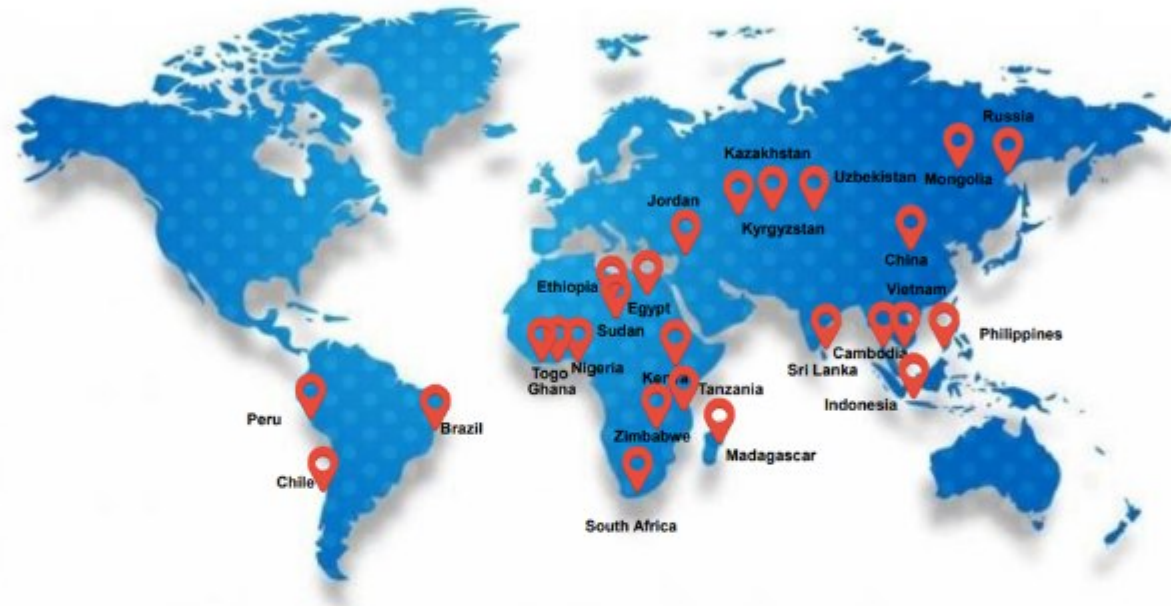 Russia
Kazakhstan
Uzbekistan
Mongolia
Jordan
Kyrgyzstan
China
Ethiopia
Egypt
Vietnam
Sudan
Philippines
Cambodia
Nigeria
Sri Lanka
Togo
Ghana
Kenya
Tanzania
Indonesia
Peru
Brazil
Zimbabwe
Madagascar
Chile
South Africa